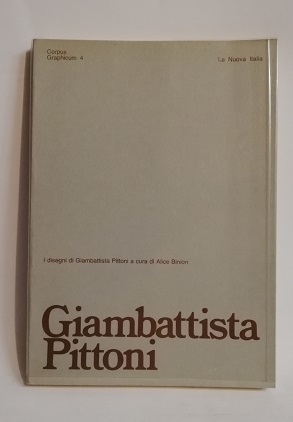 Corpus
Graphicum 4
La Nuova Italia
I disegni di Giambattista Pittoni a cura di Alice Binion
Giambattista
Pittoni